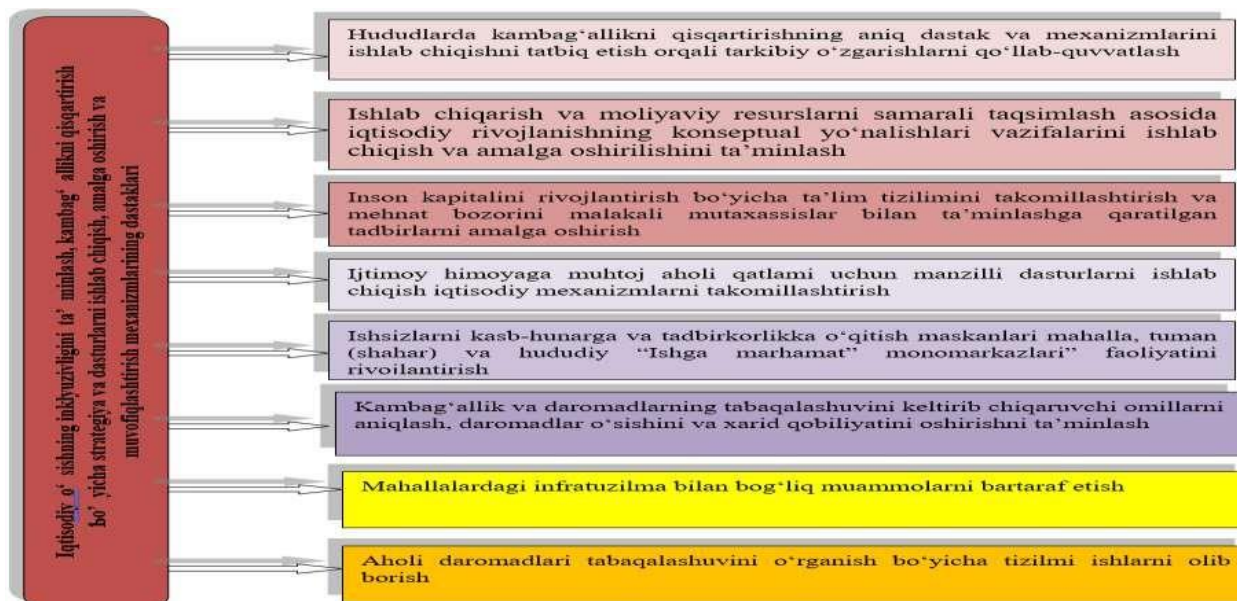 Iqtisodiy o‘ sishning inklyuzivligini ta’ minlash, kambag‘ allikni qisqartirish
bo’ yicha strategiya va dasturlarni ishlab chiqish, amalga oshirish va
muvofiqlashtirish mexanizmlarining dastaklari
Hududlarda kambag‘allikni qisqartirishning aniq dastak va mexanizmlarini
ishlab chiqishni tatbiq etish orqali tarkibiy o‘zgarishlarni qo‘llab-quvvatlash
Ishlab chiqarish va moliyaviy resurslarni samarali taqsimlash asosida
iqtisodiy rivojlanishning konseptual yo‘nalishlari vazifalarini ishlab
chiqish va amalga oshirilishini ta’minlash
Inson kapitalini rivojlantirish bo‘yicha ta’lim tizilimini takomillashtirish va
mehnat bozorini malakali mutaxassislar bilan ta’minlashga qaratilgan
tadbirlarni amalga oshirish
Ijtimoy himoyaga muhtoj aholi qatlami uchun manzilli dasturlarni ishlab
chiqish iqtisodiy mexanizmlarni takomillashtirish
Ishsizlarni kasb-hunarga va tadbirkorlikka o‘qitish maskanlari mahalla, tuman
(shahar) va hududiy “Ishga marhamat” monomarkazlari” faoliyatini
rivojlantirish
Kambag‘allik va daromadlarning tabaqalashuvini keltirib chiqaruvchi omillarni
aniqlash, daromadlar o‘sishini va xarid qobiliyatini oshirishni ta’minlash
Mahallalardagi infratuzilma bilan bog‘liq muammolarni bartaraf etish
Aholi daromadlari tabaqalashuvini o‘rganish bo‘yicha tizilmi ishlarni olib
borish